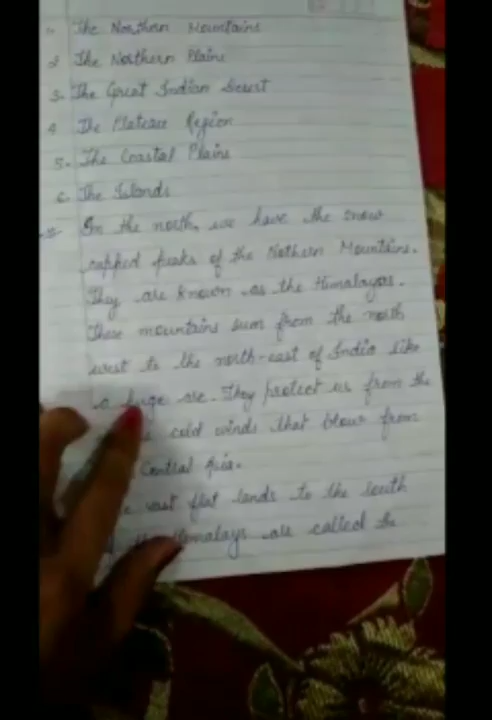 1. The Northern Mountains
2. The Northern Plains
3. The Great Indian Desert
4. The Plateau Region
5. The Coastal Plains
6. The Islands
In the north, we have the snow
capped peaks of the Nothern Mountains.
They are known as the Himalayas.
These mountains run from the north
west to the north-east of India like
a huge arc. They protect us from the
cold winds that blow from
Central Asia.
vast flat lands to the south
the Himalays are called the